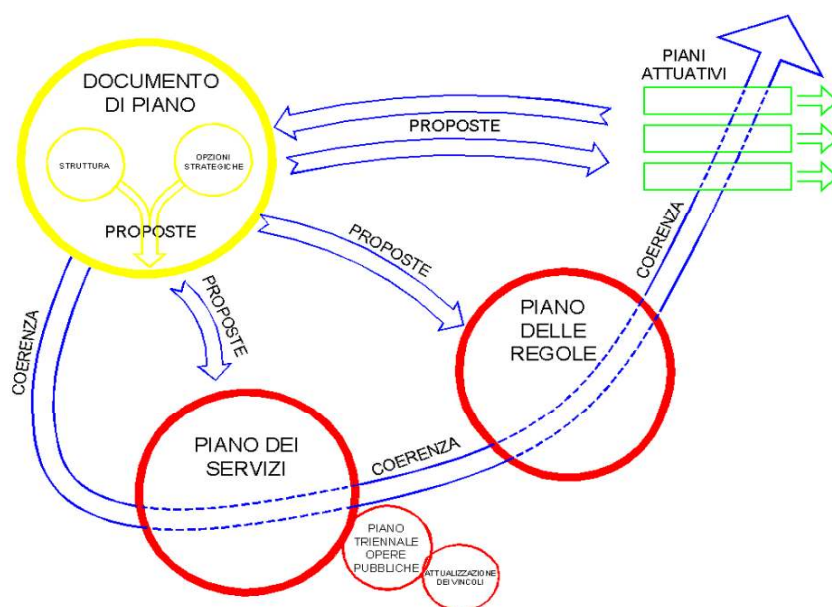 DOCUMENTO
DI PIANO
STRUTTURA
OPZIONI
STRATEGICHE
PROPOSTE
PROPOSTE
PIANI
ATTUATIVI
PROPOSTE
PROPOSTE
COERENZA
COERENZA
PIANO
DELLE
REGOLE
PIANO DEI
SERVIZI
COERENZA
PIANO
TRIENNALE
OPERE
PUBBLICHE
ATTUALIZZAZIONE
DEI VINCOLI